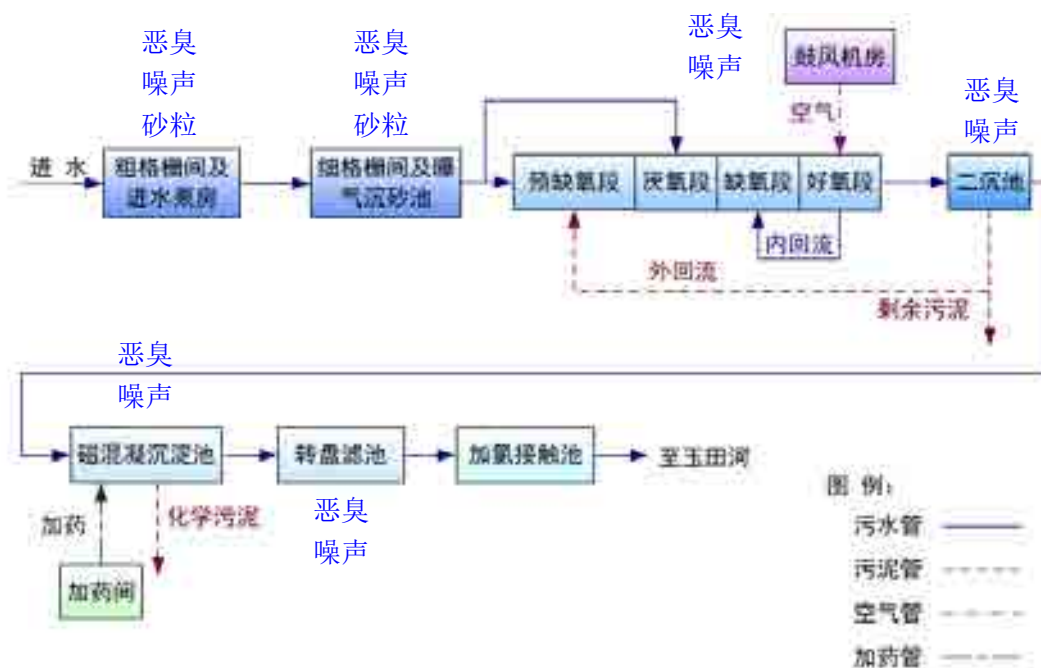 恶臭
噪声
砂粒
恶臭
噪声
砂粒
恶臭
噪声
鼓风机房
恶臭
噪声
空气
进 水
粗格栅间及
进水泵房
细格栅间及曝
气沉砂池
预缺氧段
厌氧段
缺氧段
好氧段
二沉池
内回流
外回流
剩余污泥
恶臭
噪声
磁混凝沉淀池
转盘滤池
加氯接触池
至玉田河
恶臭
噪声
加药
化学污泥
加药间
图 例:
污水管
污泥管
空气管
加药管